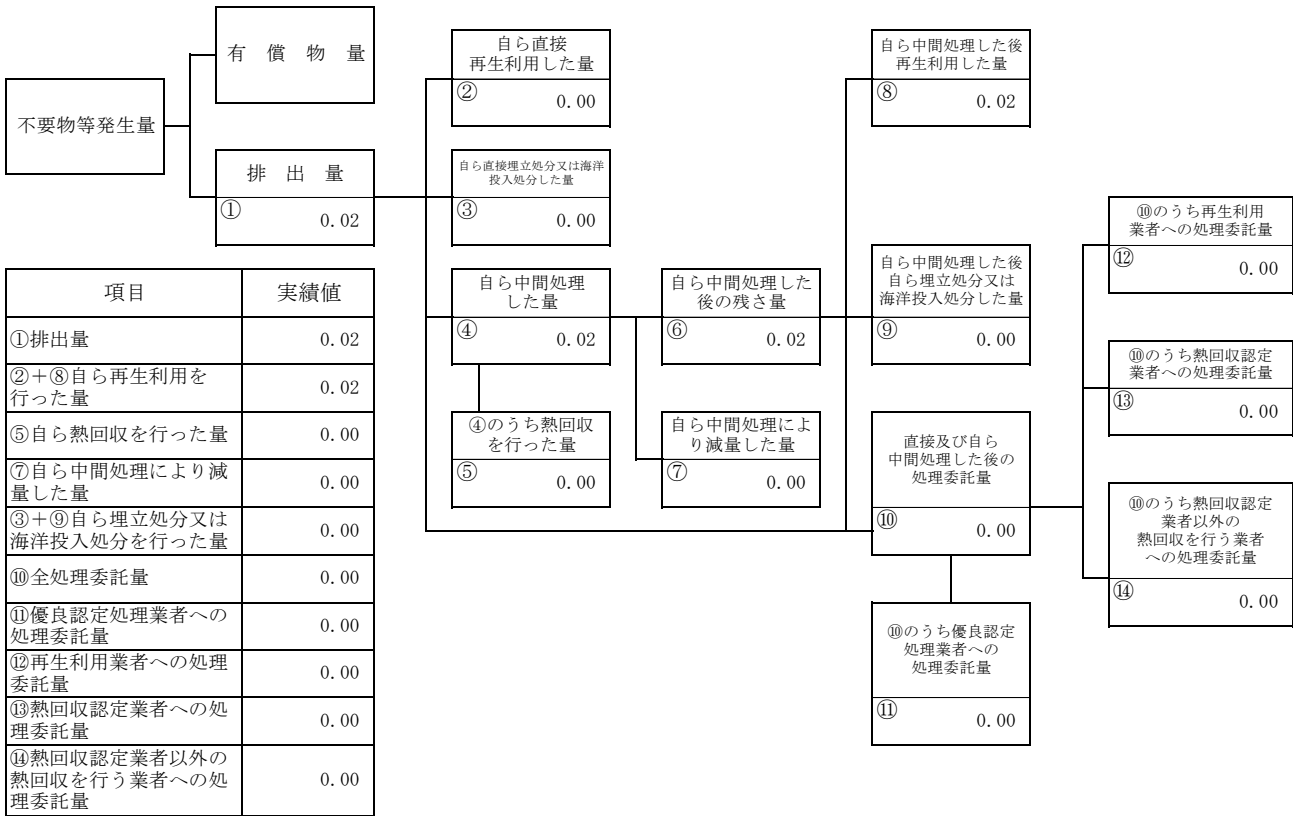 有 償 物 量
不要物等発生量
排 出 量
① 0.02
自ら直接
再生利用した量
② 0.00
自ら直接埋立処分又は海洋
投入処分した量
③ 0.00
自ら中間処理
した量
④ 0.02
④のうち熱回収
を行った量
⑤ 0.00
自ら中間処理した
後の残さ量
⑥ 0.02
自ら中間処理によ
り減量した量
⑦ 0.00
自ら中間処理した後
再生利用した量
⑧ 0.02
自ら中間処理した後
自ら埋立処分又は
海洋投入処分した量
⑨ 0.00
直接及び自ら
中間処理した後の
処理委託量
⑩ 0.00
⑩のうち優良認定
処理業者への
処理委託量
⑪ 0.00
⑩のうち再生利用
業者への処理委託量
⑫ 0.00
⑩のうち熱回収認定
業者への処理委託量
⑬ 0.00
⑩のうち熱回収認定
業者以外の
熱回収を行う業者
への処理委託量
⑭ 0.00
項目 実績値
①排出量 0.02
②+⑧自ら再生利用を
行った量 0.02
⑤自ら熱回収を行った量 0.00
⑦自ら中間処理により減
量した量 0.00
③+⑨自ら埋立処分又は
海洋投入処分を行った量 0.00
⑩全処理委託量 0.00
⑪優良認定処理業者への
処理委託量 0.00
⑫再生利用業者への処理
委託量 0.00
⑬熱回収認定業者への処
理委託量 0.00
⑭熱回収認定業者以外の
熱回収を行う業者への処
理委託量 0.00